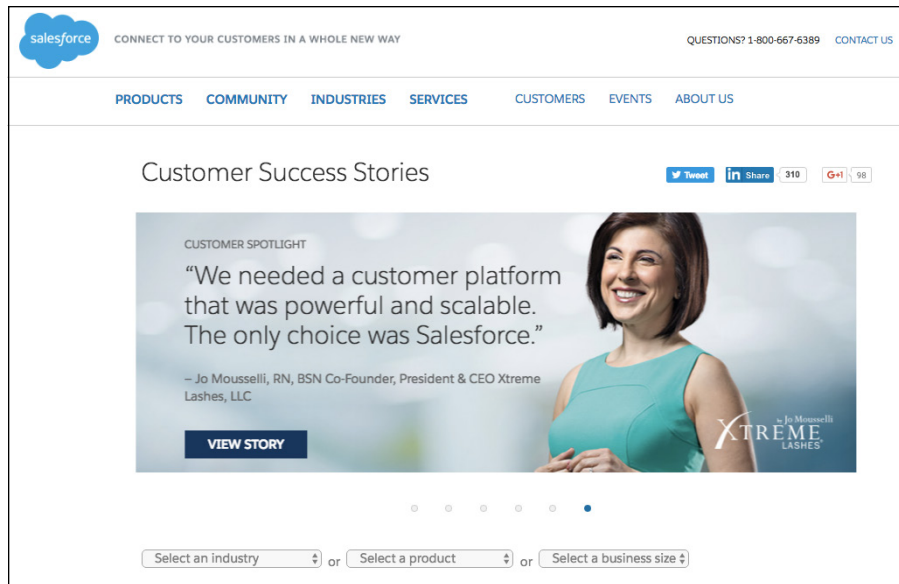 salesforce
CONNECT TO YOUR CUSTOMERS IN A WHOLE NEW WAY
QUESTIONS? 1-800-667-6389 CONTACT US
PRODUCTS COMMUNITY INDUSTRIES SERVICES CUSTOMERS EVENTS ABOUT US
Customer Success Stories
Tweet
in Share 310
G+1 98
CUSTOMER SPOTLIGHT
“We needed a customer platform
that was powerful and scalable.
The only choice was Salesforce.”
– Jo Mousselli, RN, BSN Co-Founder, President & CEO Xtreme
Lashes, LLC
VIEW STORY
by Jo Mousselli
XTREME
LASHES
Select an industry or Select a product or Select a business size